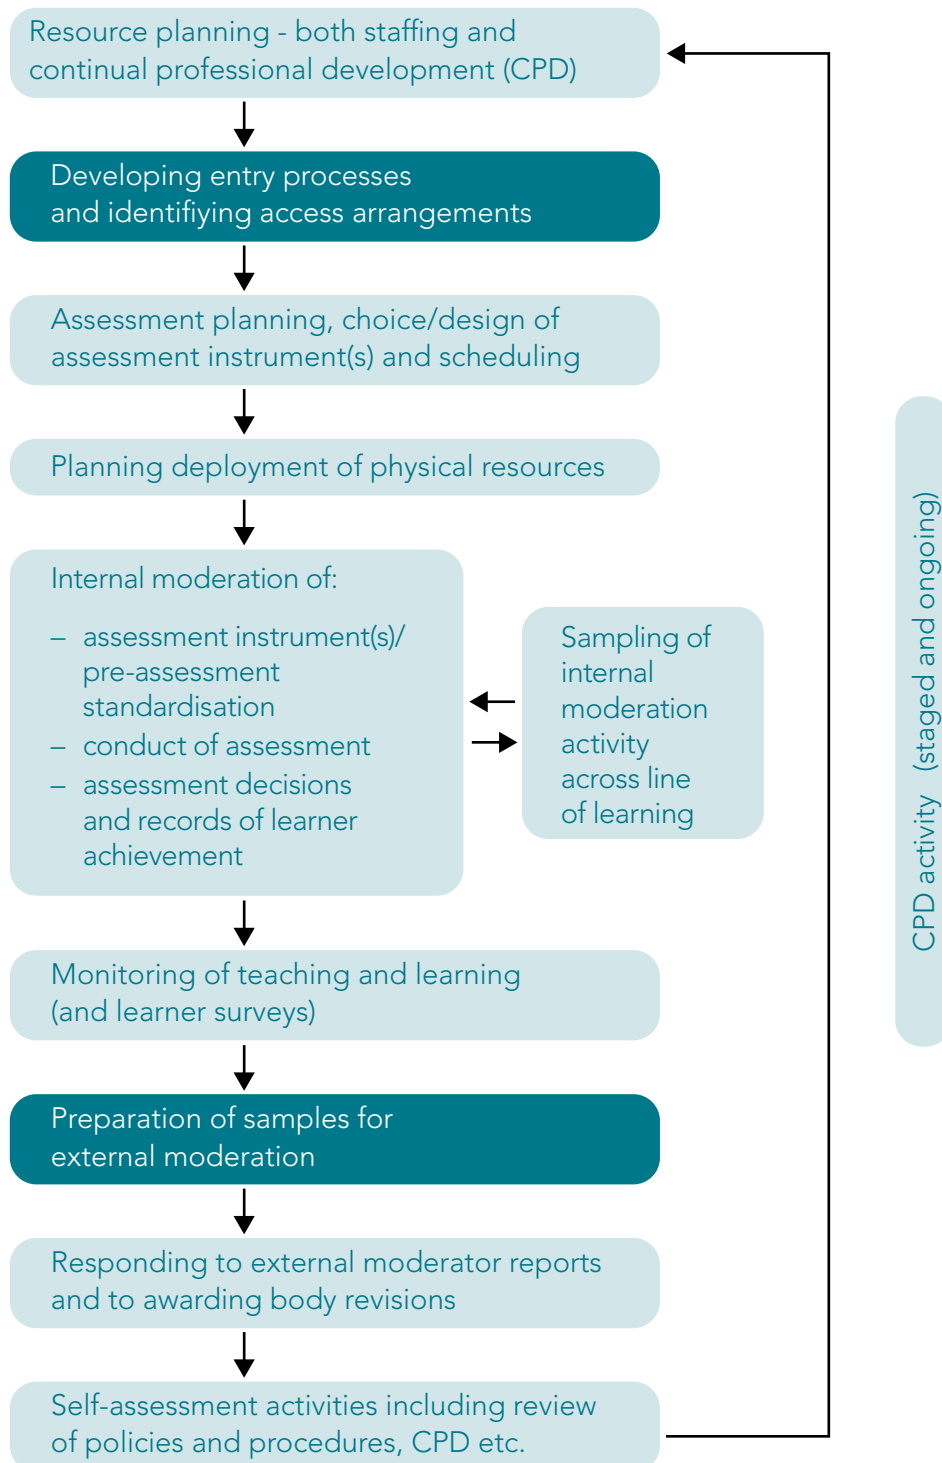 Resource planning - both staffing and
continual professional development (CPD)
Developing entry processes
and identifiying access arrangements
Assessment planning, choice/design of
assessment instrument(s) and scheduling
Planning deployment of physical resources
Internal moderation of:
– assessment instrument(s)/
pre-assessment
standardisation
– conduct of assessment
– assessment decisions
and records of learner
achievement
Sampling of
internal
moderation
activity
across line
of learning
Monitoring of teaching and learning
(and learner surveys)
Preparation of samples for
external moderation
Responding to external moderator reports
and to awarding body revisions
Self-assessment activities including review
of policies and procedures, CPD etc.
CPD activity (staged and ongoing)